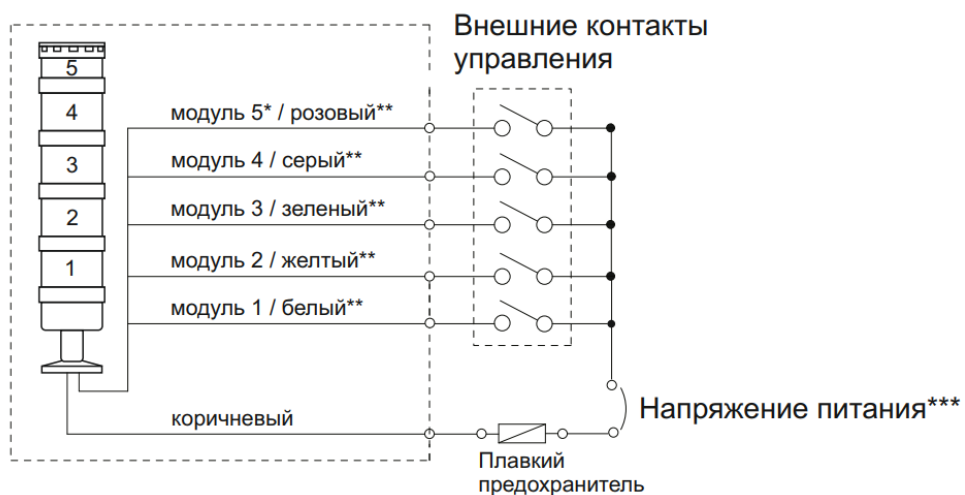 Внешние контакты
управления
5
4
3
2
1
модуль 5* / розовый**
модуль 4 / серый**
модуль 3 / зеленый**
модуль 2 / желтый**
модуль 1 / белый**
коричневый
Напряжение питания***
Плавкий
предохранитель